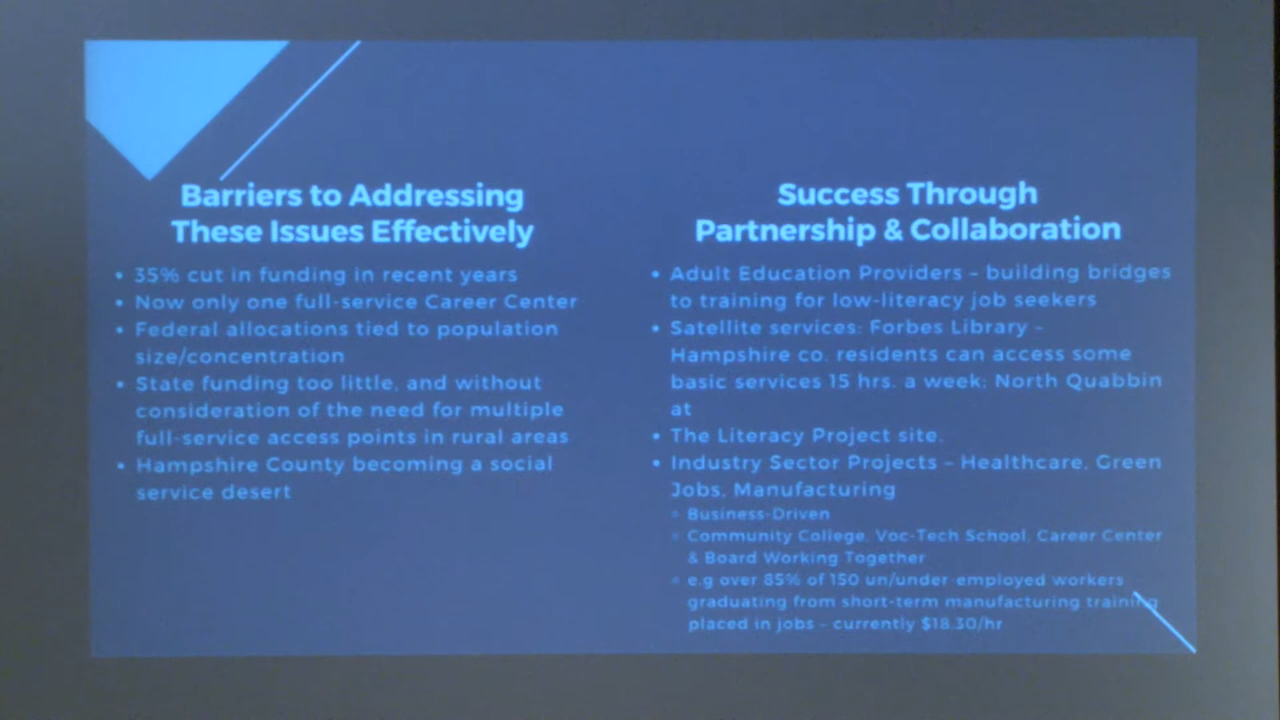 Barriers to Addressing
These Issues Effectively
• 35% cut in funding in recent years
• Now only one full-service Career Center
• Federal allocations tied to population
size/concentration
• State funding too little, and without
consideration of the need for multiple
full-service access points in rural areas
• Hampshire County becoming a social
service desert
Success Through
Partnership & Collaboration
• Adult Education Providers – building bridges
to training for low-literacy job seekers
• Satellite services: Forbes Library –
Hampshire co. residents can access some
basic services 15 hrs. a week; North Quabbin
at
• The Literacy Project site.
• Industry Sector Projects – Healthcare, Green
Jobs, Manufacturing
◦ Business-Driven
◦ Community College, Voc-Tech School, Career Center
& Board Working Together
◦ e.g over 85% of 150 un/under-employed workers
graduating from short-term manufacturing training
placed in jobs – currently $18.30/hr